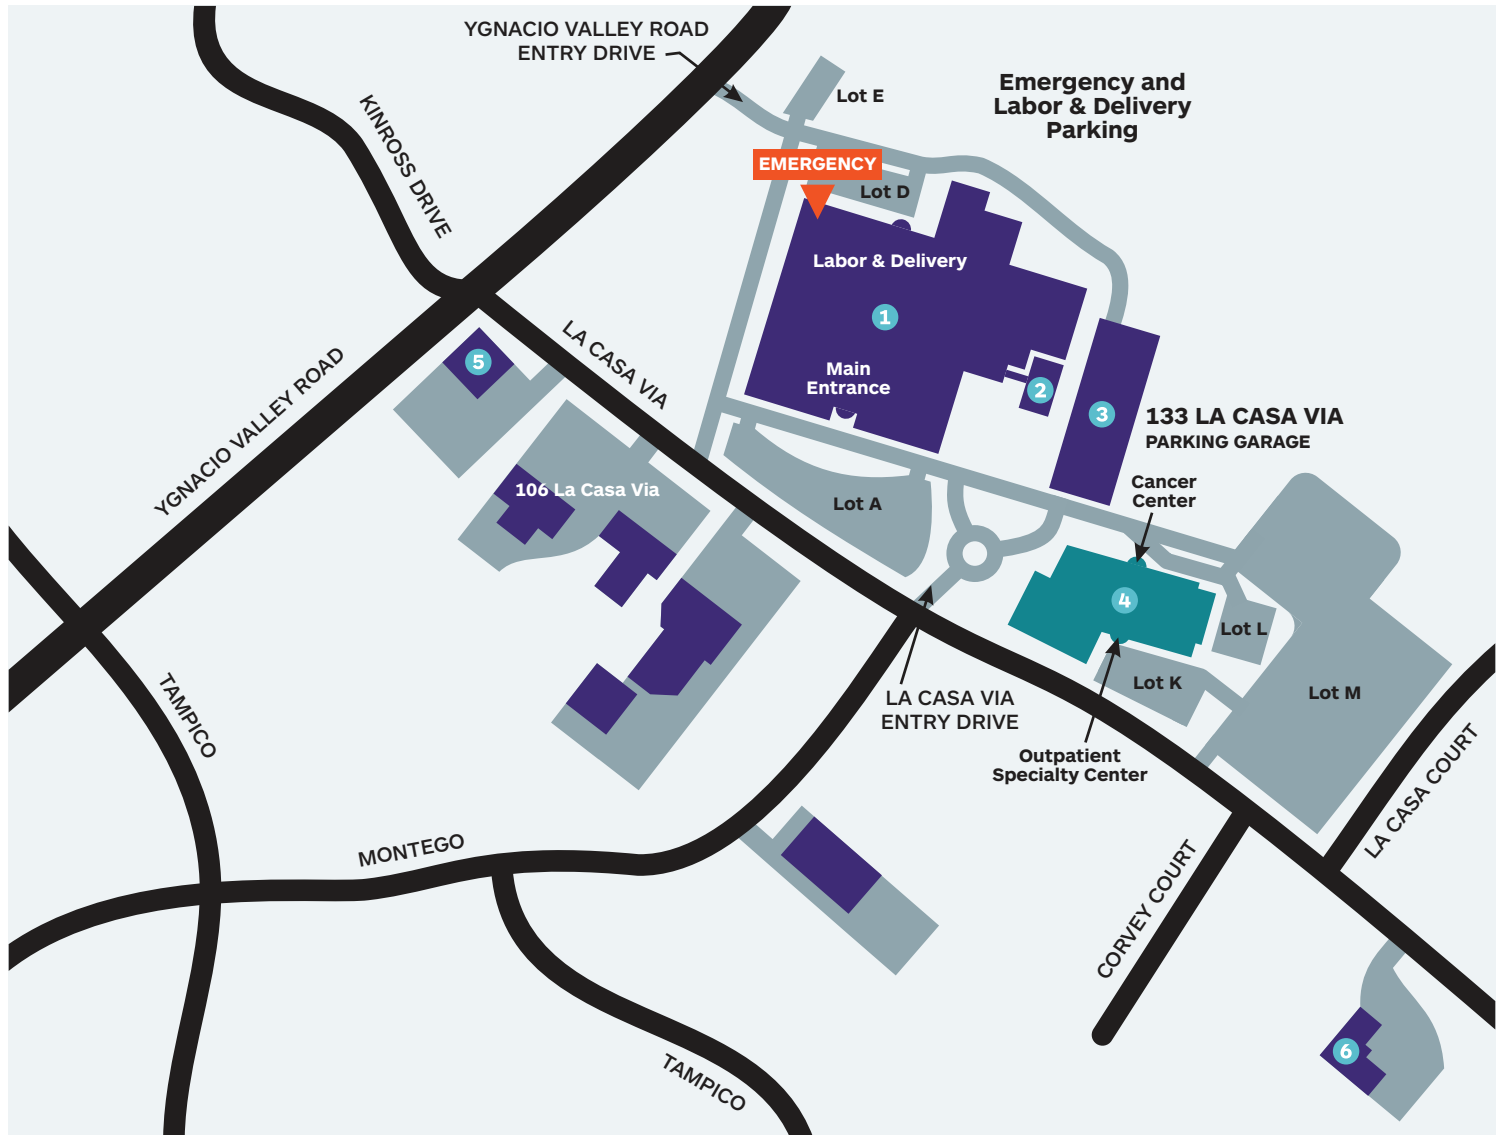 YGNACIO VALLEY ROAD
ENTRY DRIVE
Lot E
Emergency and
Labor & Delivery
Parking
KINROSS DRIVE
EMERGENCY
Lot D
Labor & Delivery
1
LA CASA VIA
Main
Entrance
2
3
133 LA CASA VIA
PARKING GARAGE
5
YGNACIO VALLEY ROAD
106 La Casa Via
Lot A
Cancer
Center
4
Lot L
Lot K
Lot M
LA CASA VIA
ENTRY DRIVE
Outpatient
Specialty Center
TAMPICO
LA CASA COURT
MONTEGO
CORVEY COURT
TAMPICO
6